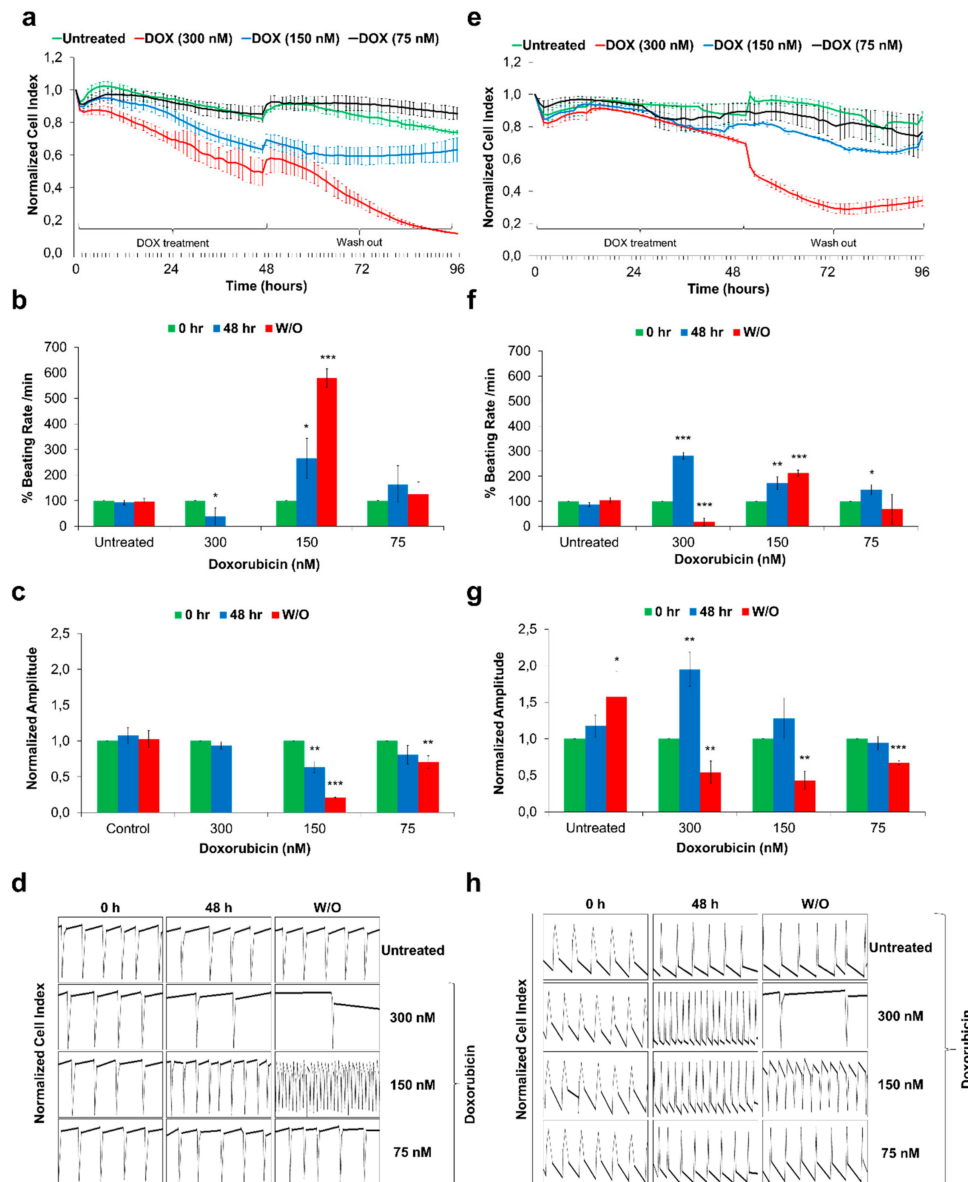 a
Untreated DOX (300 nM) DOX (150 nM) DOX (75 nM)
Normalized Cell Index
1,2
1,0
0,8
0,6
0,4
0,2
0,0
DOX treatment Wash out
0 24 48 72 96
Time (hours)
b
0 hr 48 hr W/O
% Beating Rate /min
700
600
500
400
300
200
100
0
* * ***
Untreated 300 150 75
Doxorubicin (nM)
c
0 hr 48 hr W/O
Normalized Amplitude
2,5
2,0
1,5
1,0
0,5
0,0
** *** **
Control 300 150 75
Doxorubicin (nM)
d
0 h 48 h W/O
Normalized Cell Index
Untreated
300 nM
150 nM
75 nM
Doxorubicin
e
Untreated DOX (300 nM) DOX (150 nM) DOX (75 nM)
Normalized Cell Index
1,2
1,0
0,8
0,6
0,4
0,2
0,0
DOX treatment Wash out
0 24 48 72 96
Time (hours)
f
0 hr 48 hr W/O
% Beating Rate /min
700
600
500
400
300
200
100
0
*** *** ** *** *
Untreated 300 150 75
Doxorubicin (nM)
g
0 hr 48 hr W/O
Normalized Amplitude
2,5
2,0
1,5
1,0
0,5
0,0
* ** ** ** ***
Untreated 300 150 75
Doxorubicin (nM)
h
0 h 48 h W/O
Normalized Cell Index
Untreated
300 nM
150 nM
75 nM
Doxorubicin